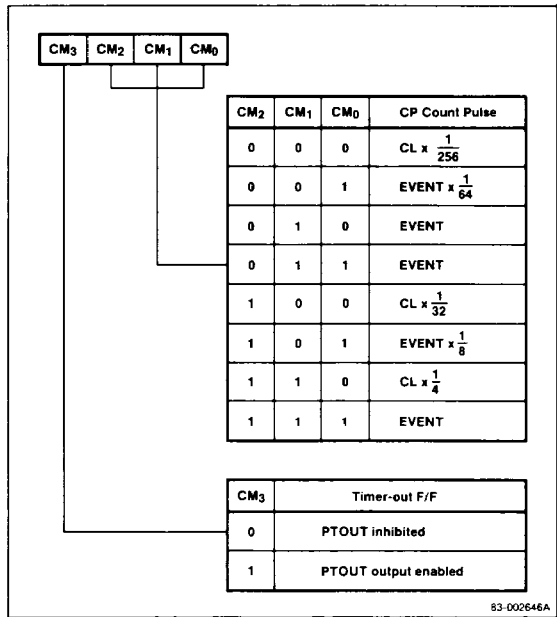 CM3 CM2 CM1 CM0
CM2 CM1 CM0 CP Count Pulse
0 0 0 CL x 1/256
0 0 1 EVENT x 1/64
0 1 0 EVENT
0 1 1 EVENT
1 0 0 CL x 1/32
1 0 1 EVENT x 1/8
1 1 0 CL x 1/4
1 1 1 EVENT
CM3 Timer-out F/F
0 PTOUT inhibited
1 PTOUT output enabled
83-002646A